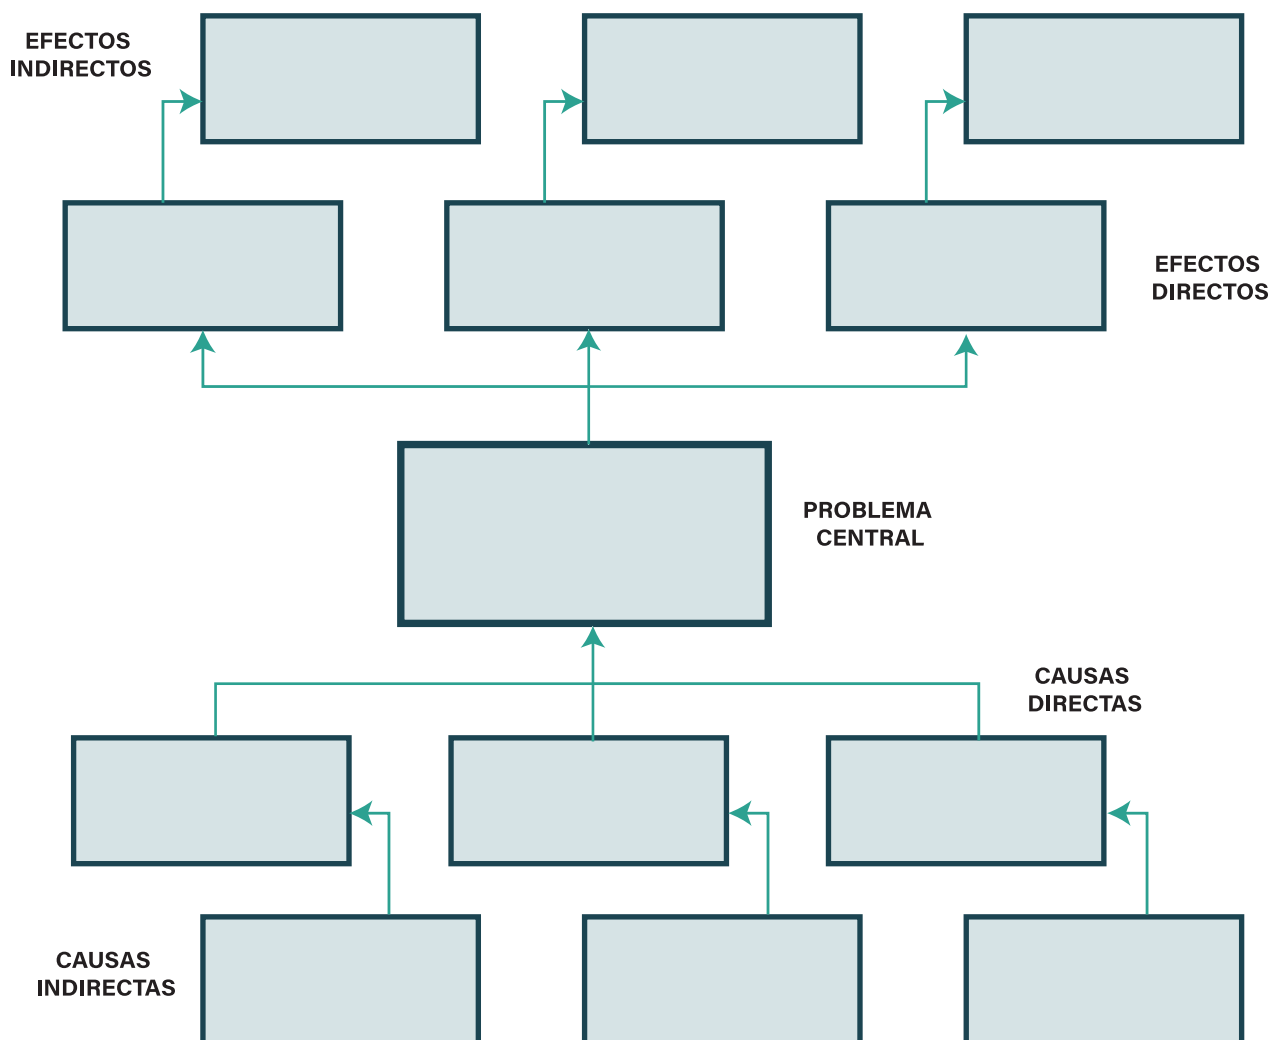 EFECTOS
INDIRECTOS
EFECTOS
DIRECTOS
PROBLEMA
CENTRAL
CAUSAS
DIRECTAS
CAUSAS
INDIRECTAS